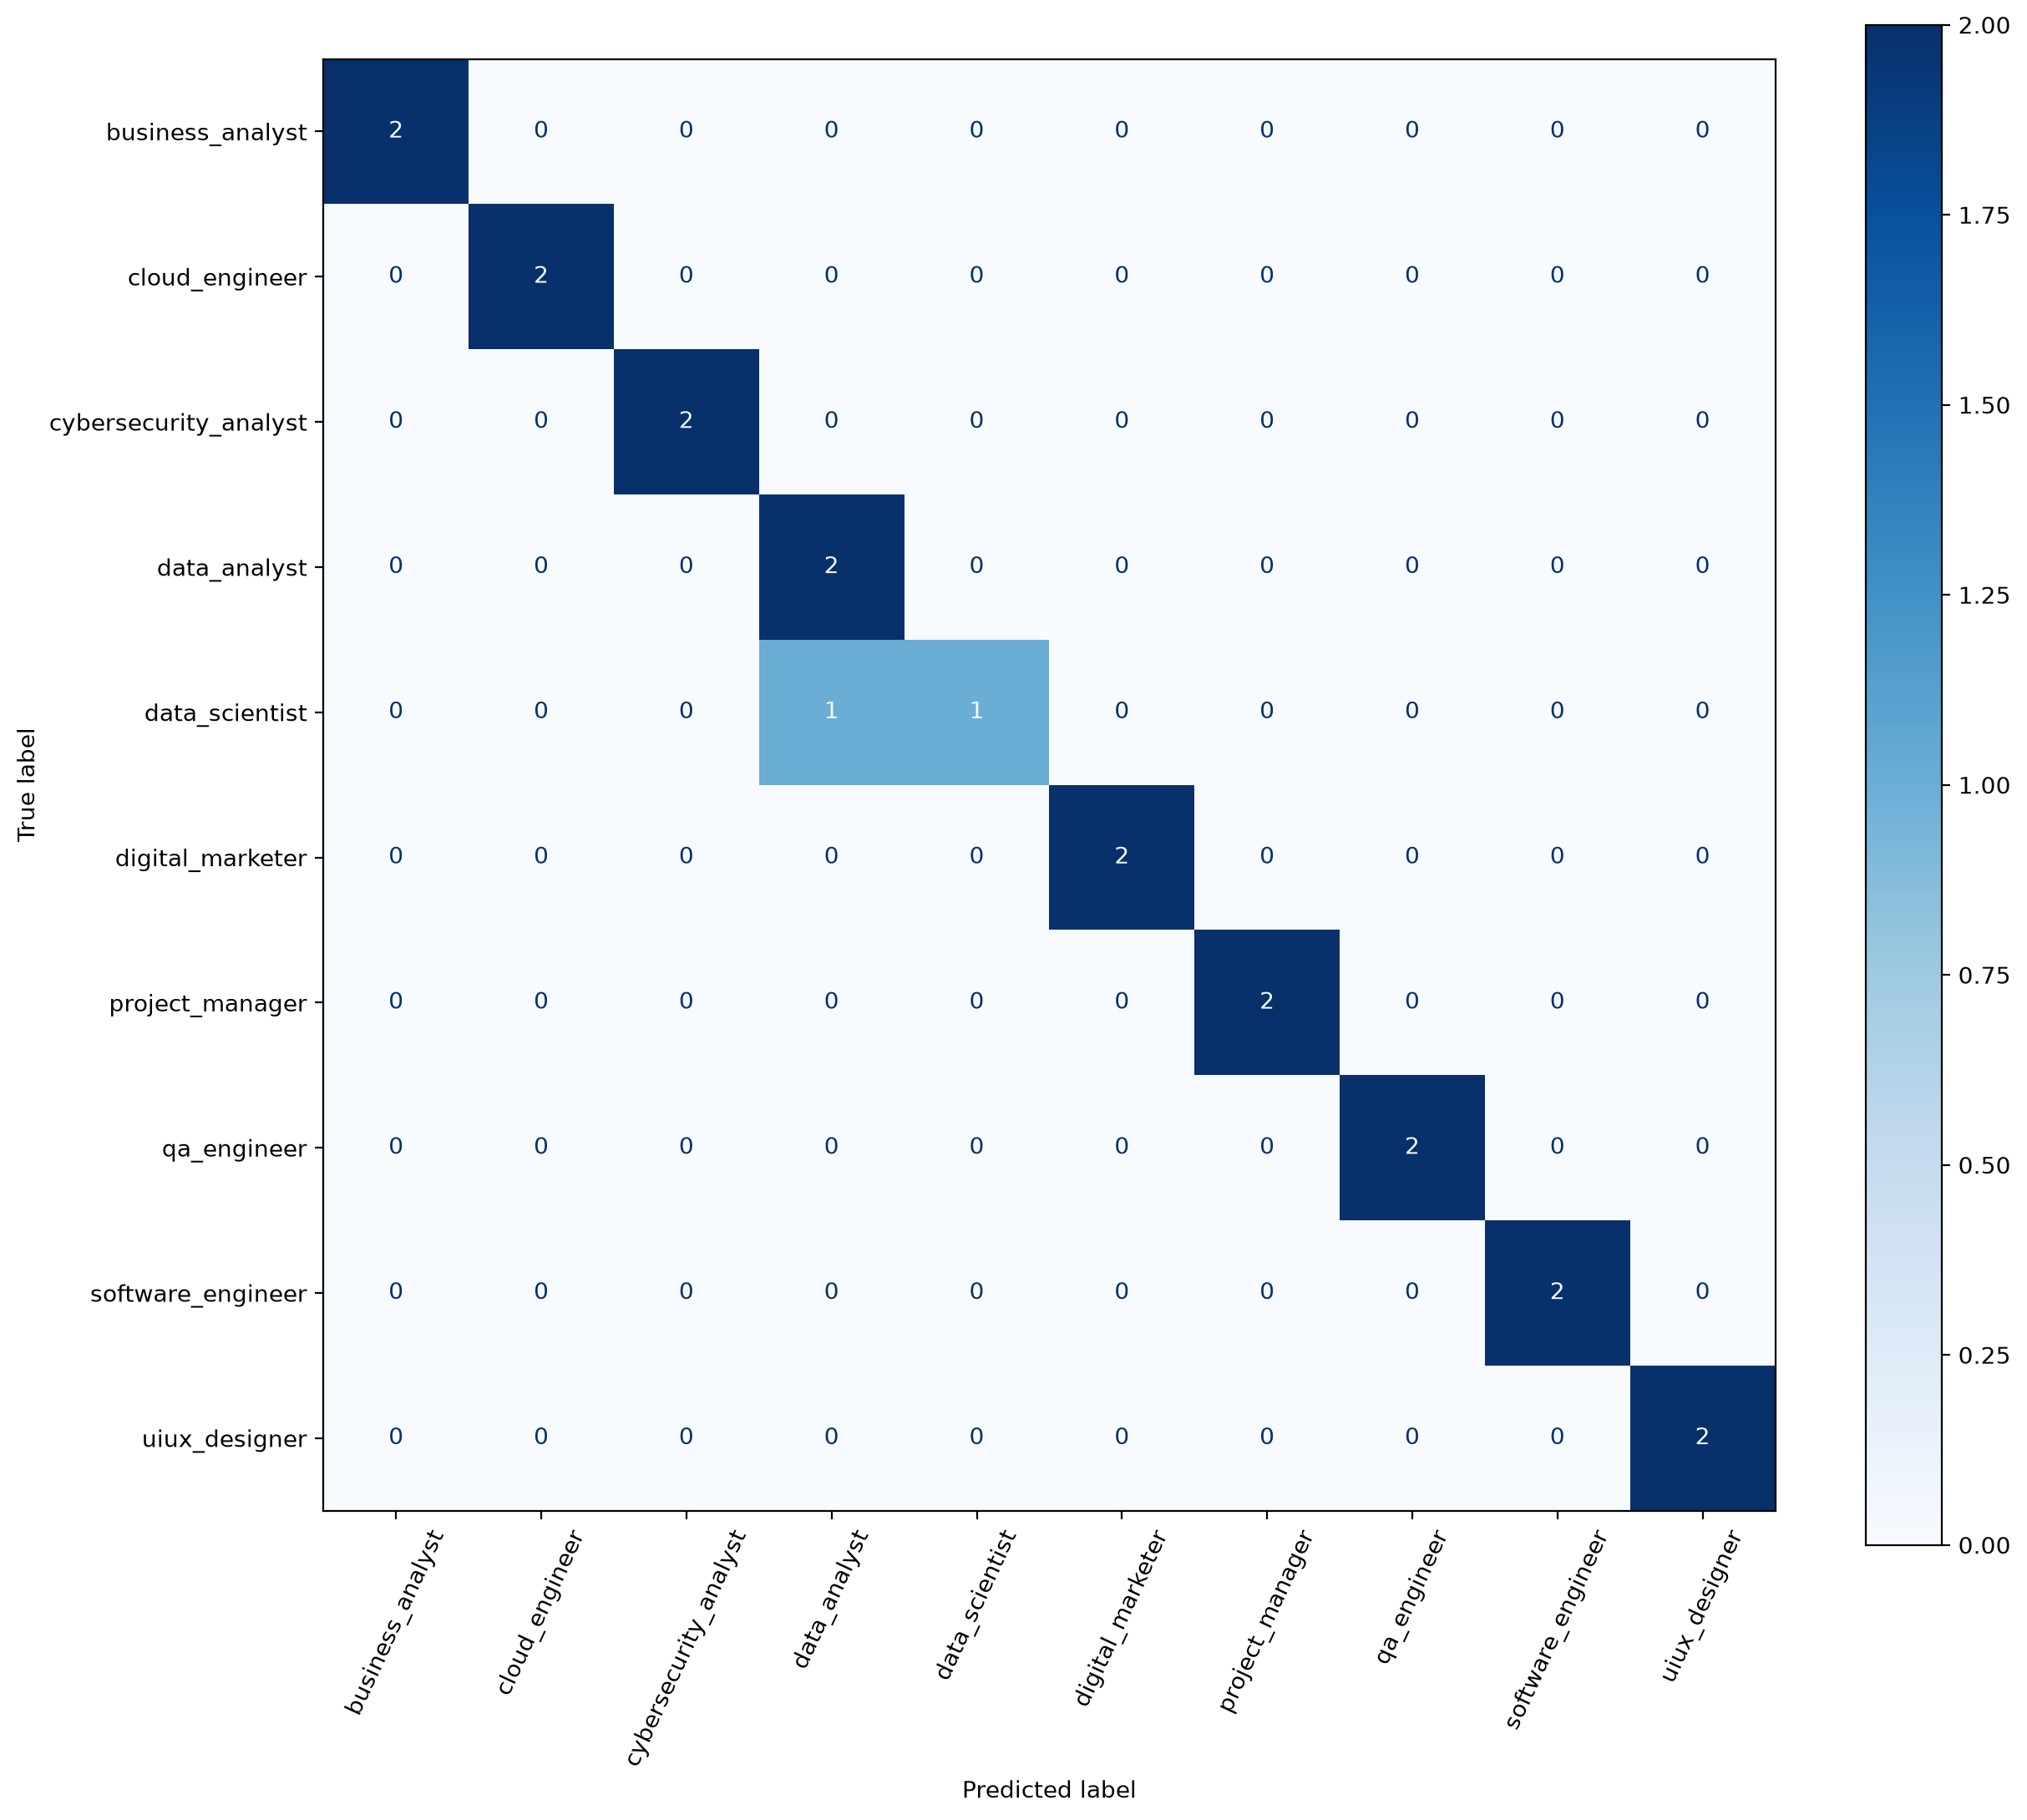 business_analyst 2 0 0 0 0 0 0 0 0 0
cloud_engineer 0 2 0 0 0 0 0 0 0 0
cybersecurity_analyst 0 0 2 0 0 0 0 0 0 0
data_analyst 0 0 0 2 0 0 0 0 0 0
data_scientist 0 0 0 1 1 0 0 0 0 0
digital_marketer 0 0 0 0 0 2 0 0 0 0
project_manager 0 0 0 0 0 0 2 0 0 0
qa_engineer 0 0 0 0 0 0 0 2 0 0
software_engineer 0 0 0 0 0 0 0 0 2 0
uiux_designer 0 0 0 0 0 0 0 0 0 2
True label
business_analyst
cloud_engineer
cybersecurity_analyst
data_analyst
data_scientist
digital_marketer
project_manager
qa_engineer
software_engineer
uiux_designer
Predicted label
2.00
1.75
1.50
1.25
1.00
0.75
0.50
0.25
0.00